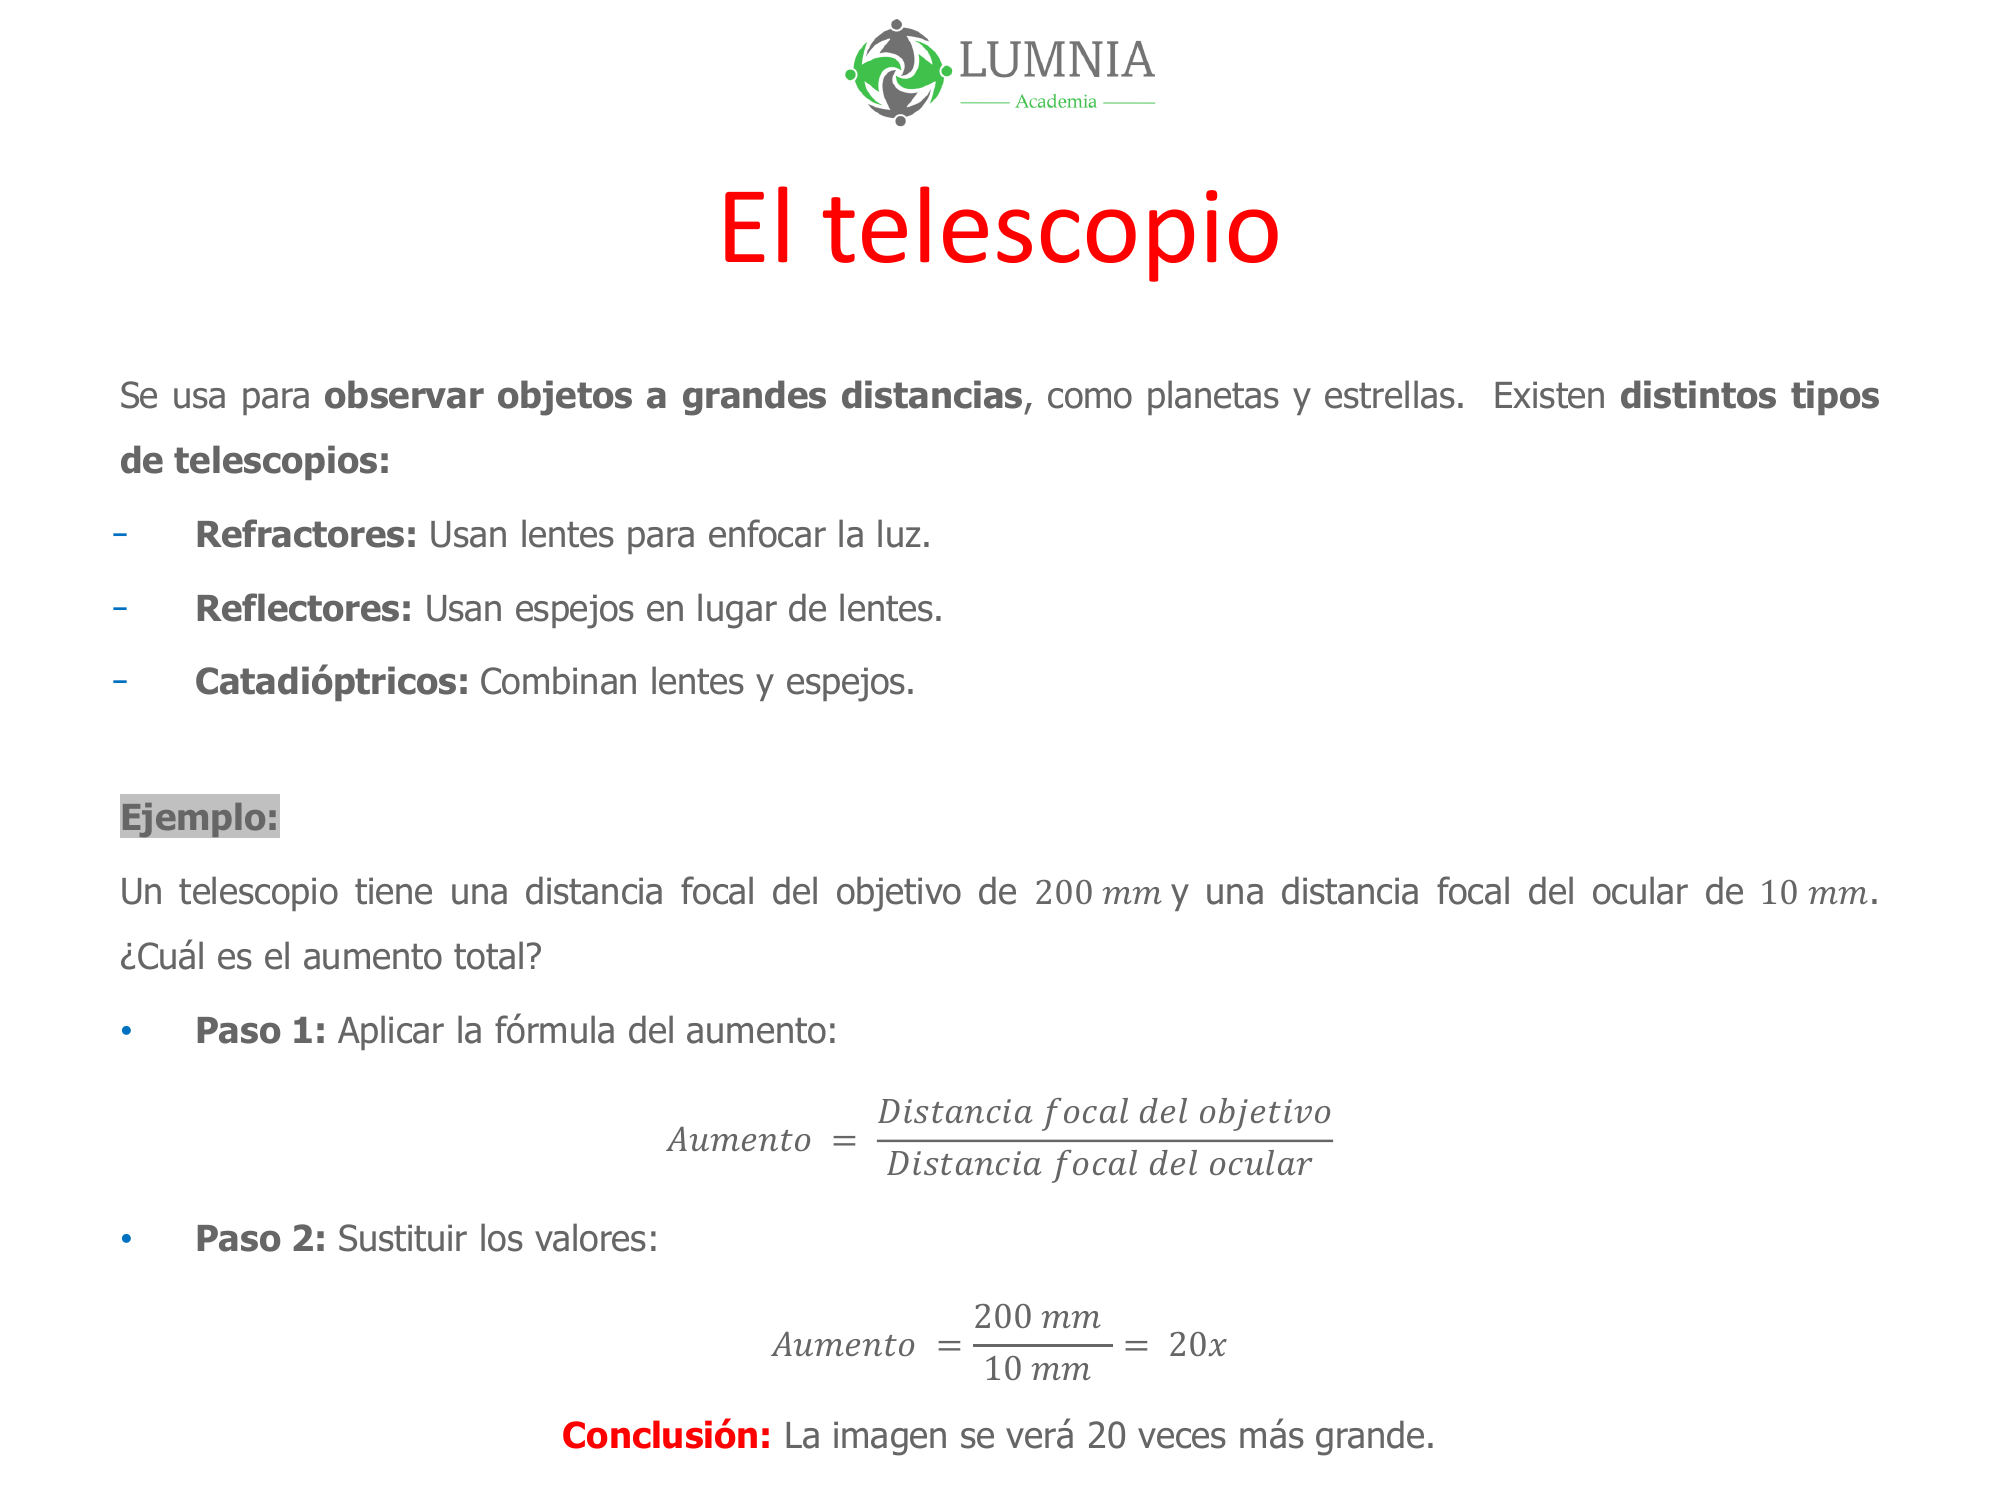 LUMNIA
Academia
El telescopio
Se usa para observar objetos a grandes distancias, como planetas y estrellas. Existen distintos tipos
de telescopios:
- Refractores: Usan lentes para enfocar la luz.
- Reflectores: Usan espejos en lugar de lentes.
- Catadióptricos: Combinan lentes y espejos.
Ejemplo:
Un telescopio tiene una distancia focal del objetivo de 200 mm y una distancia focal del ocular de 10 mm.
¿Cuál es el aumento total?
• Paso 1: Aplicar la fórmula del aumento:
Aumento = Distancia focal del objetivo / Distancia focal del ocular
• Paso 2: Sustituir los valores:
Aumento = 200 mm / 10 mm = 20x
Conclusión: La imagen se verá 20 veces más grande.